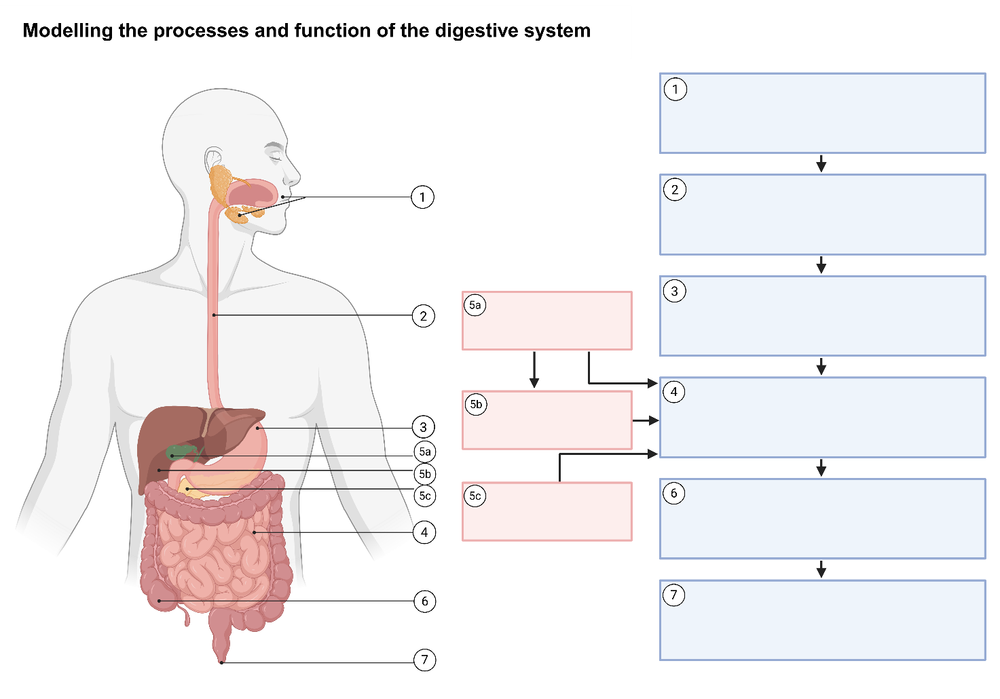 Modelling the processes and function of the digestive system
1
2
3
5a
5b
5c
4
6
7
5a
5b
5c
1
2
3
4
6
7